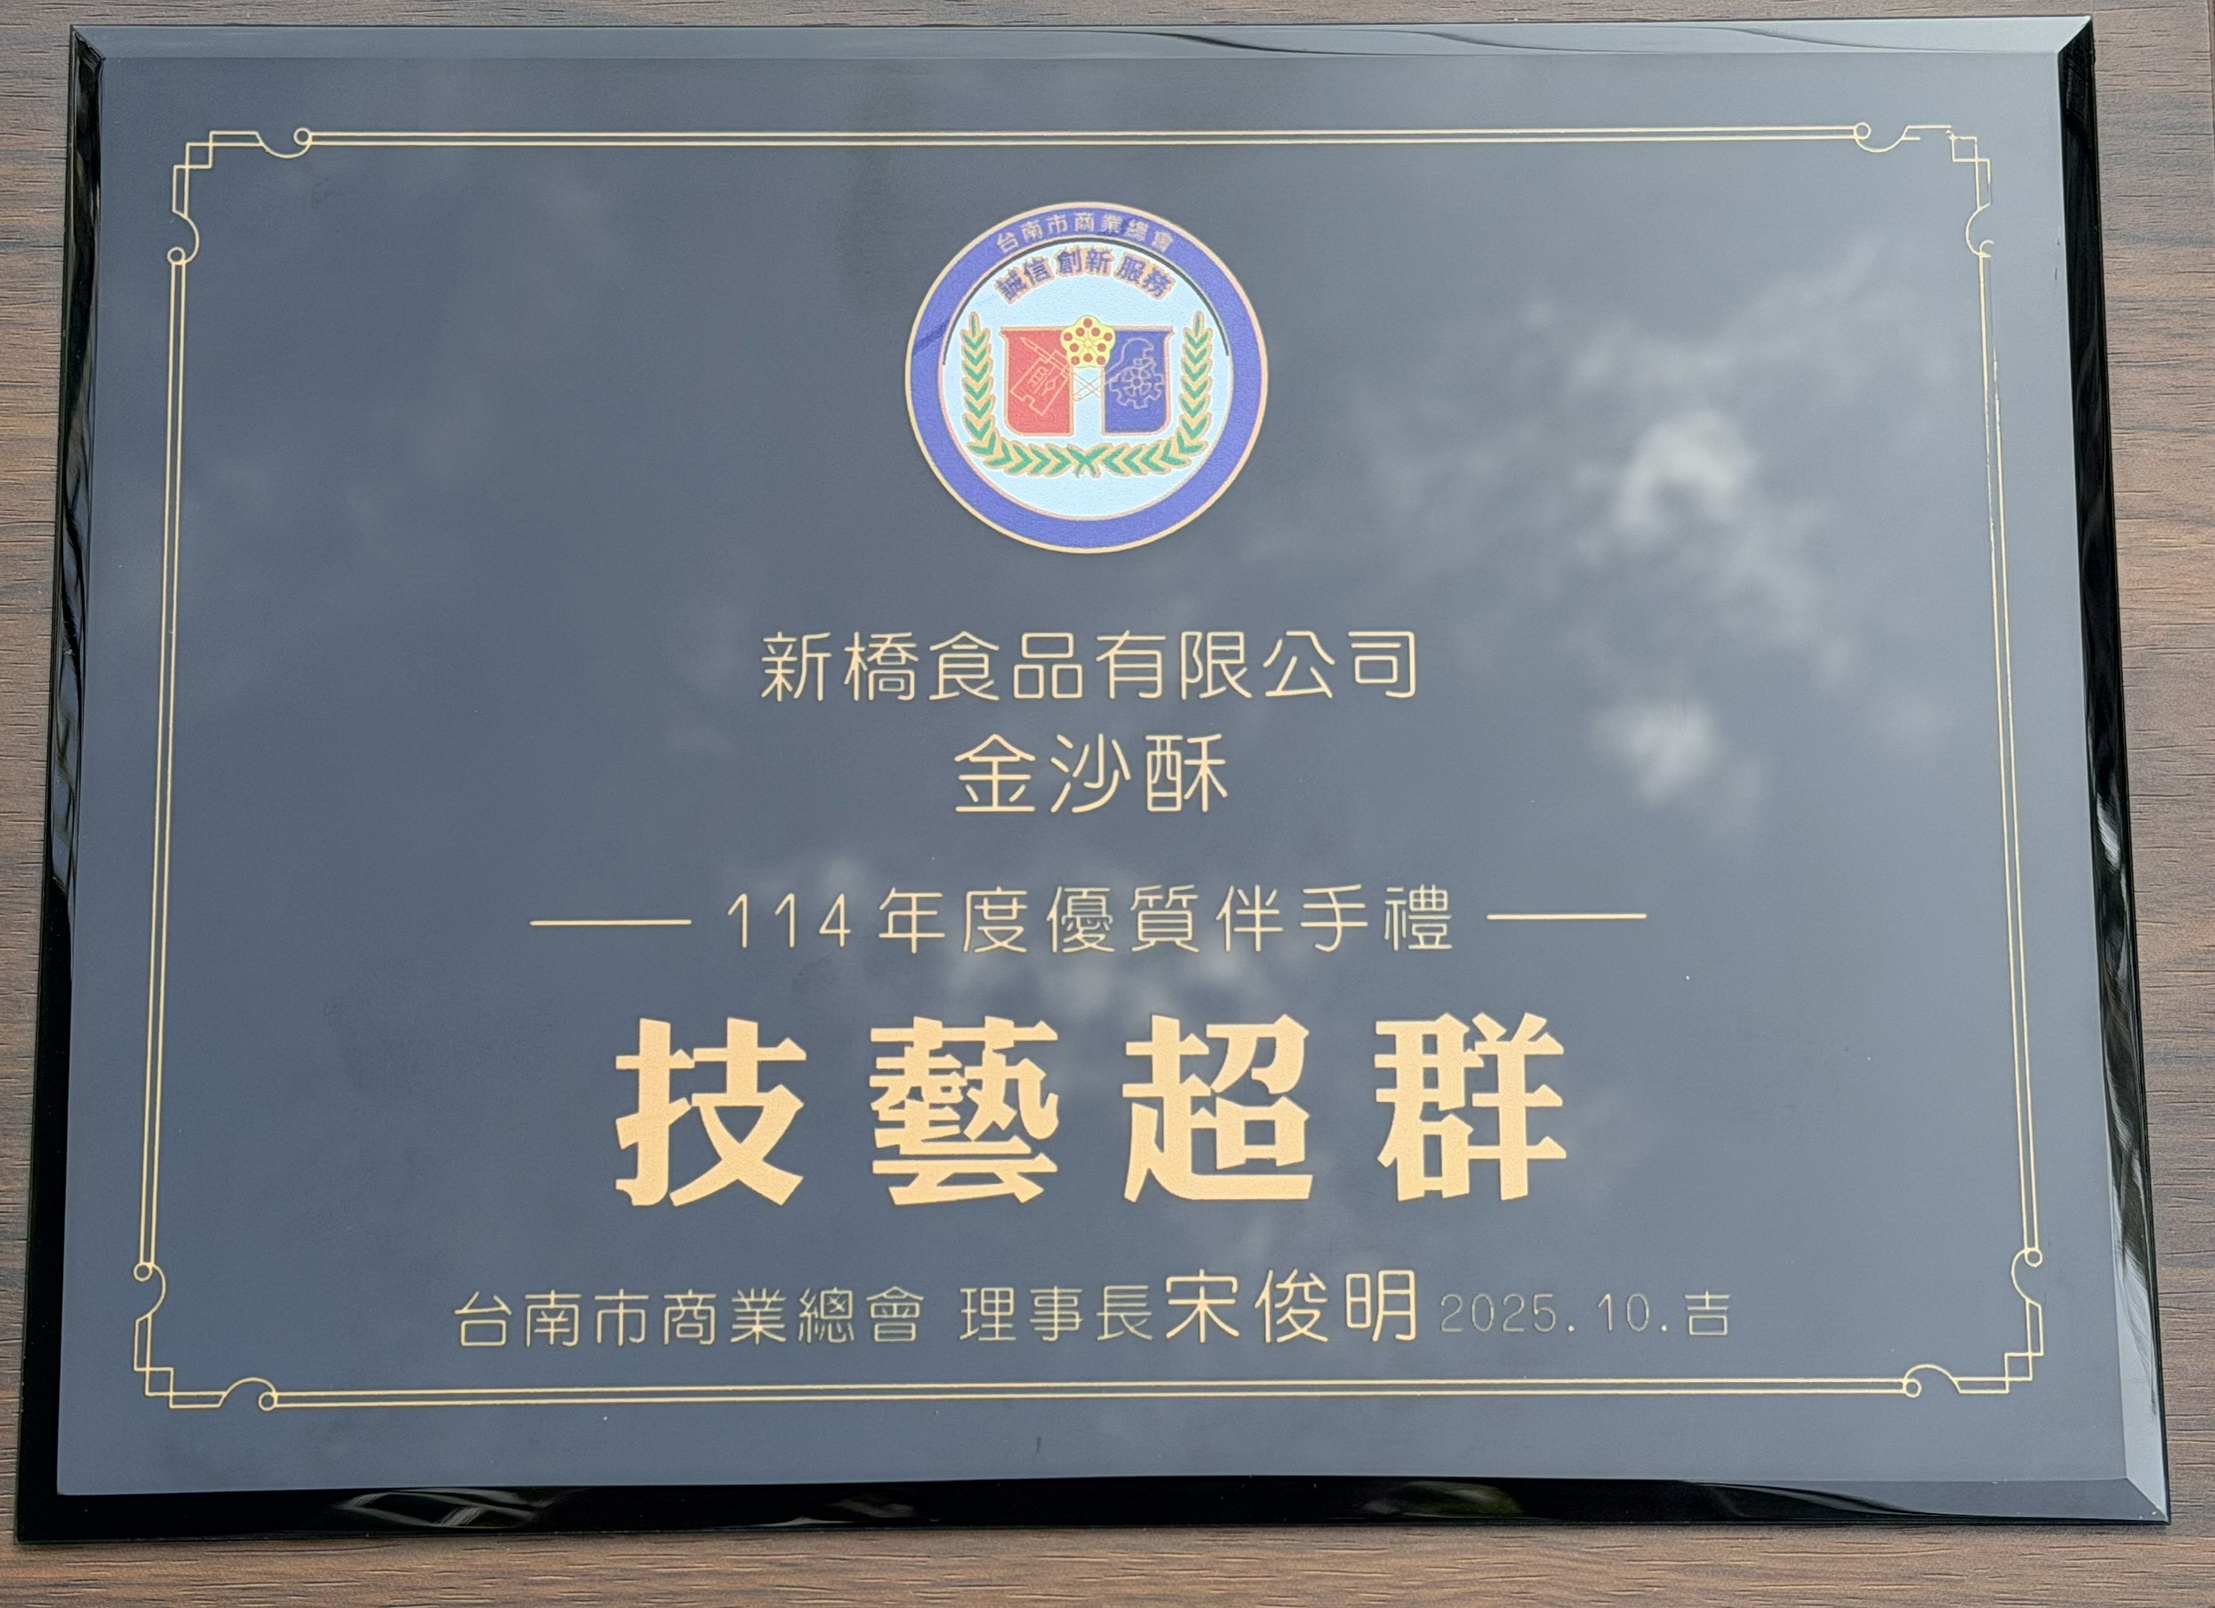 台南市商業總會
誠信創新服務
新橋食品有限公司
金沙酥
114年度優質伴手禮
技藝超群
台南市商業總會 理事長宋俊明 2025.10.吉